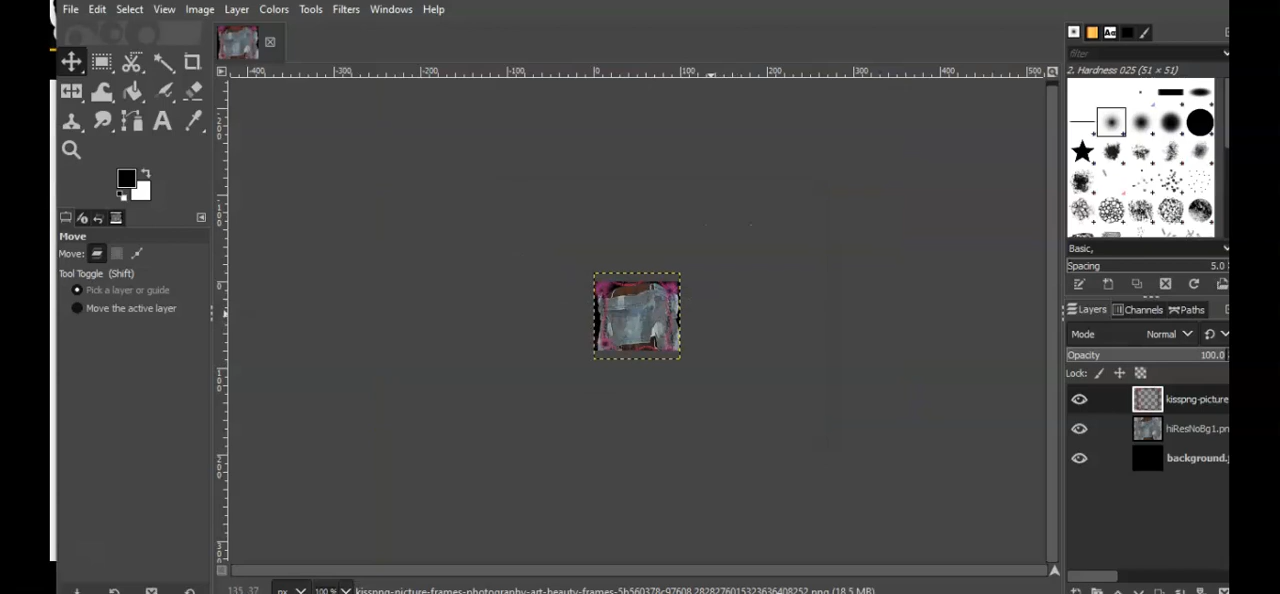 File Edit Select View Image Layer Colors Tools Filters Windows Help
-400 -300 -200 -100 0 100 200 300 400 500
filter
2. Hardness 025 (51 × 51)
Basic,
Spacing 5.0
Move
Move:
Tool Toggle (Shift)
Pick a layer or guide
Move the active layer
Layers Channels Paths
Mode Normal
Opacity 100.0
Lock:
kisspng-picture
hiResNoBg1.pn
background.
135, 37 px 100 % kisspng-picture-frames-photography-art-beauty-frames-5b560378c97608.2828276015323636408252.png (18.5 MB)